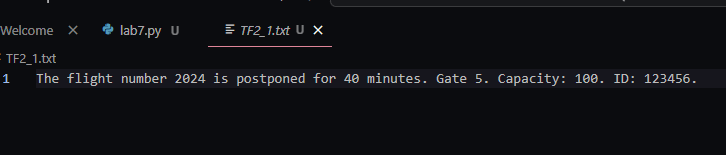 Welcome lab7.py U TF2_1.txt U
TF2_1.txt
1 The flight number 2024 is postponed for 40 minutes. Gate 5. Capacity: 100. ID: 123456.